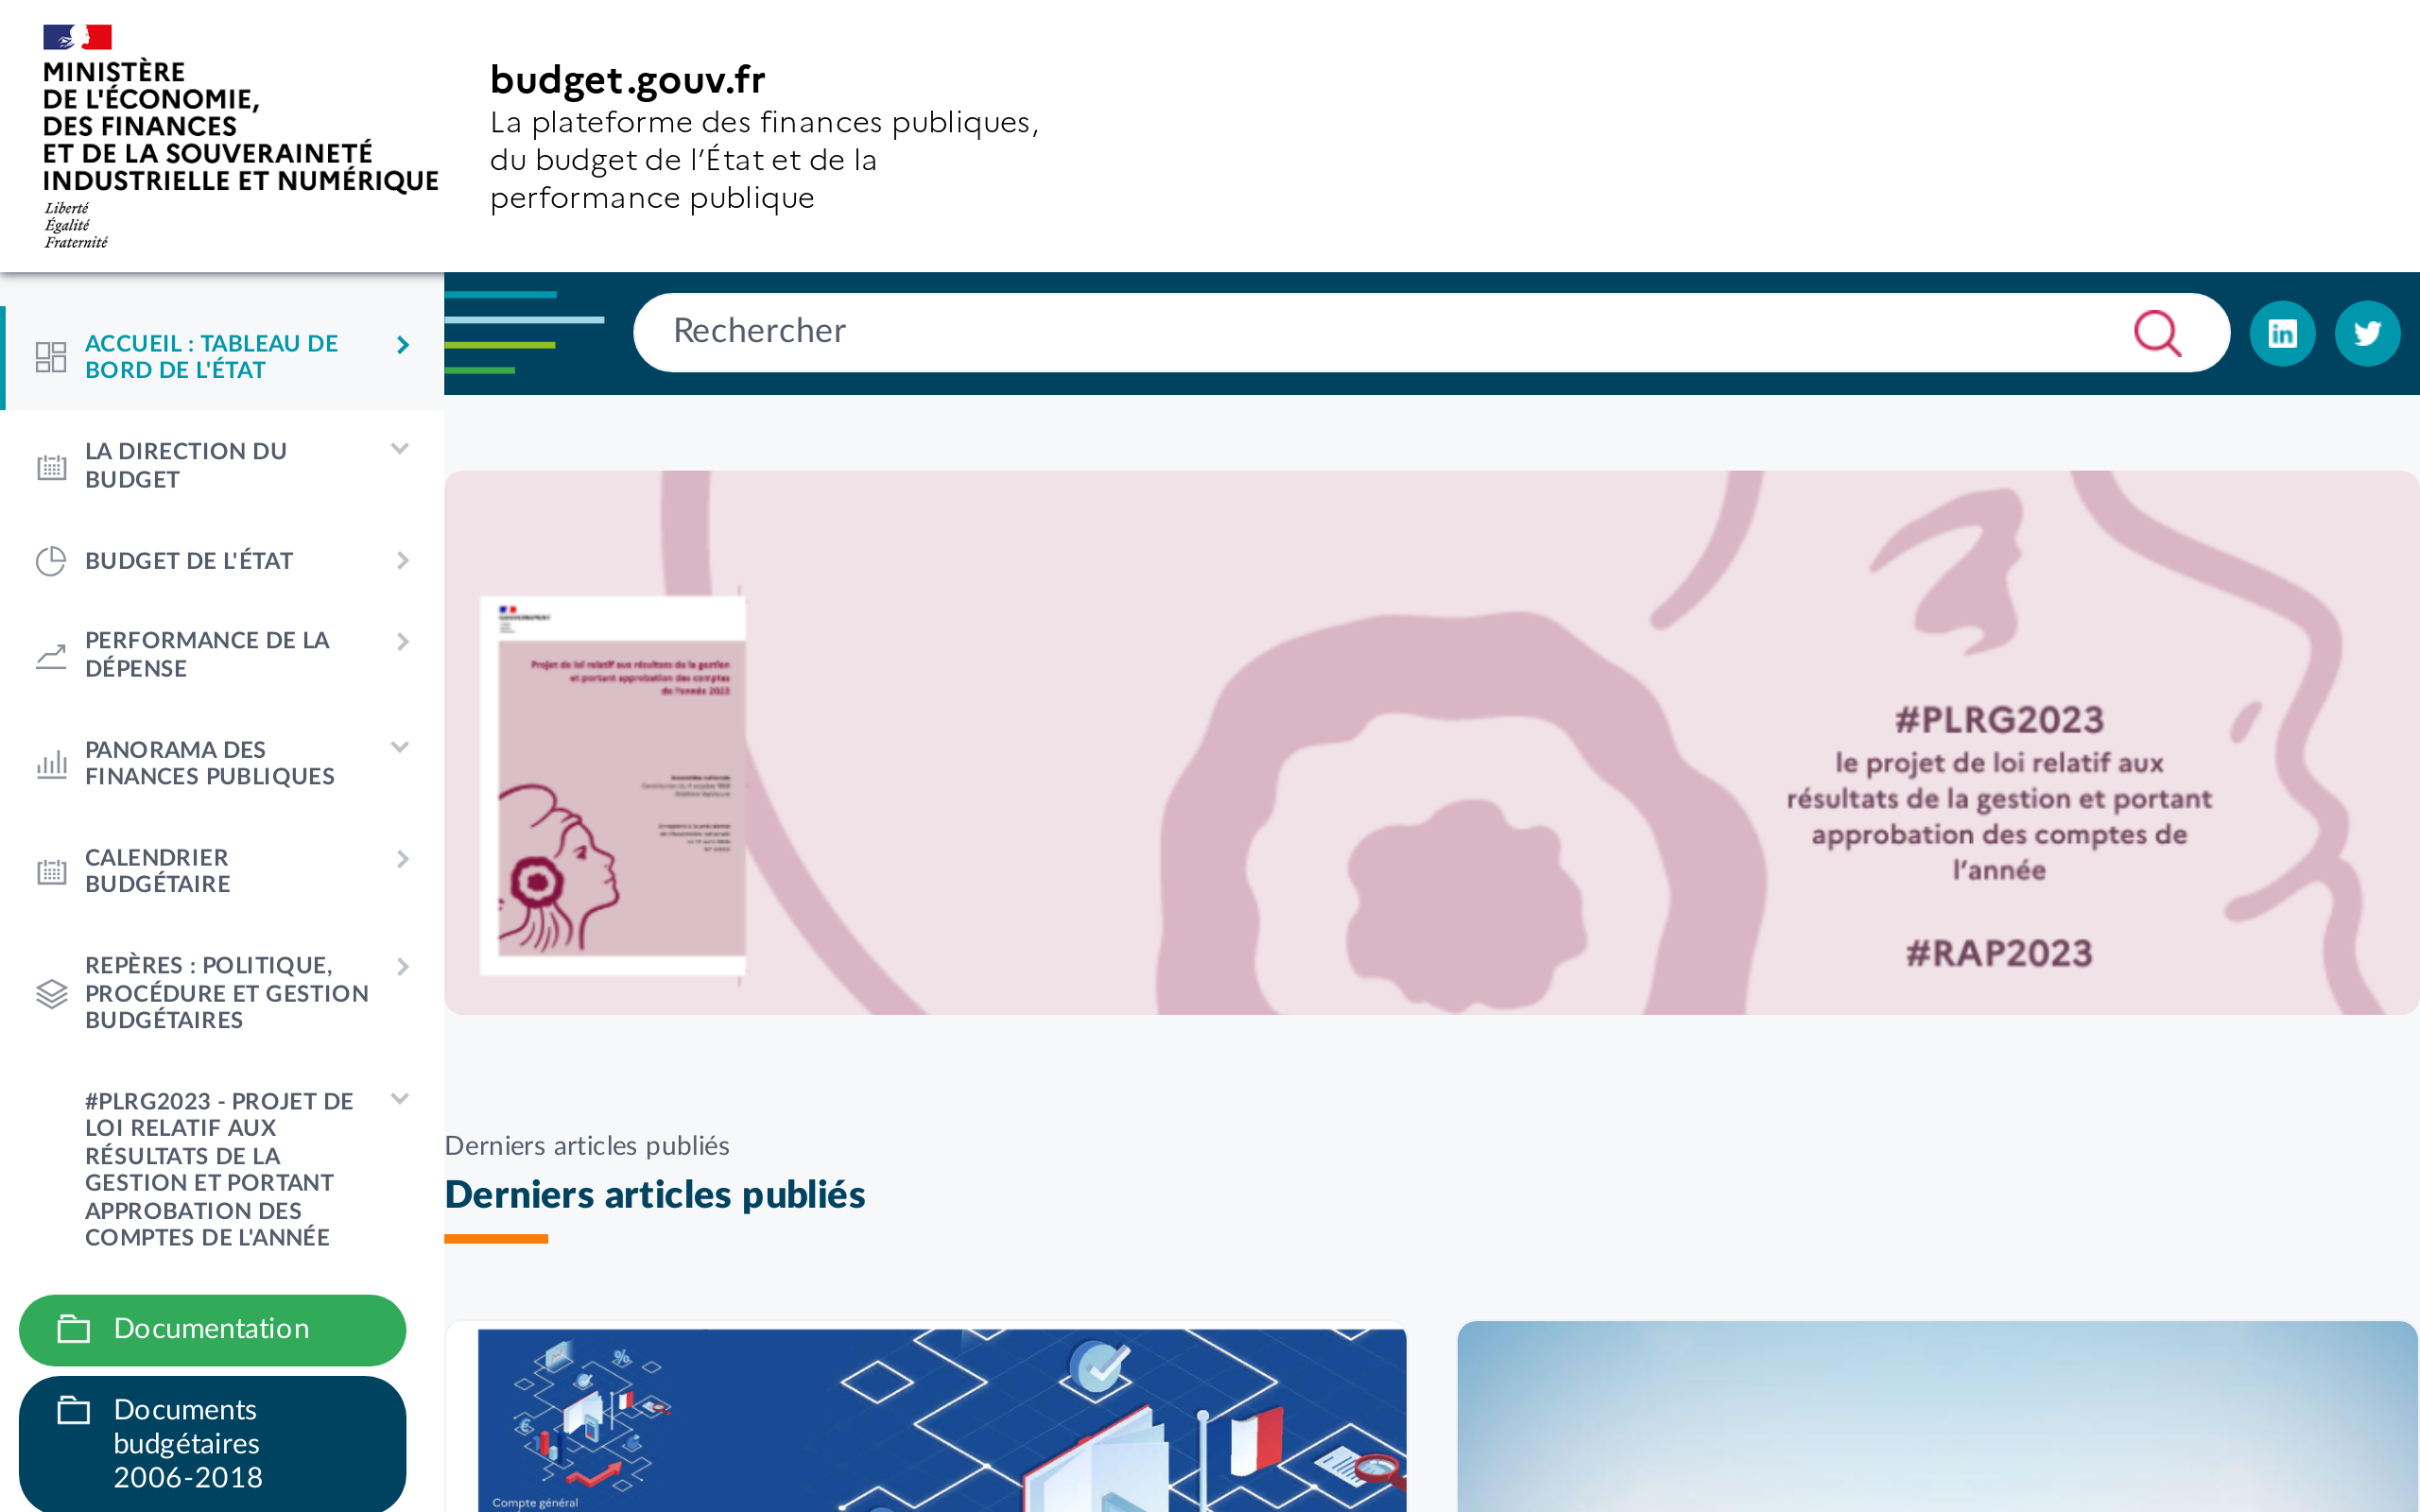 MINISTÈRE
DE L'ÉCONOMIE,
DES FINANCES
ET DE LA SOUVERAINETÉ
INDUSTRIELLE ET NUMÉRIQUE
Liberté
Égalité
Fraternité
budget.gouv.fr
La plateforme des finances publiques,
du budget de l’État et de la
performance publique
Rechercher
ACCUEIL : TABLEAU DE
BORD DE L'ÉTAT
LA DIRECTION DU
BUDGET
BUDGET DE L'ÉTAT
PERFORMANCE DE LA
DÉPENSE
PANORAMA DES
FINANCES PUBLIQUES
CALENDRIER
BUDGÉTAIRE
REPÈRES : POLITIQUE,
PROCÉDURE ET GESTION
BUDGÉTAIRES
#PLRG2023 - PROJET DE
LOI RELATIF AUX
RÉSULTATS DE LA
GESTION ET PORTANT
APPROBATION DES
COMPTES DE L'ANNÉE
Documentation
Documents
budgétaires
2006-2018
Projet de loi relatif aux résultats de la gestion
et portant approbation des comptes
de l'année 2023
#PLRG2023
le projet de loi relatif aux
résultats de la gestion et portant
approbation des comptes de
l’année
#RAP2023
Derniers articles publiés
Derniers articles publiés
Compte général